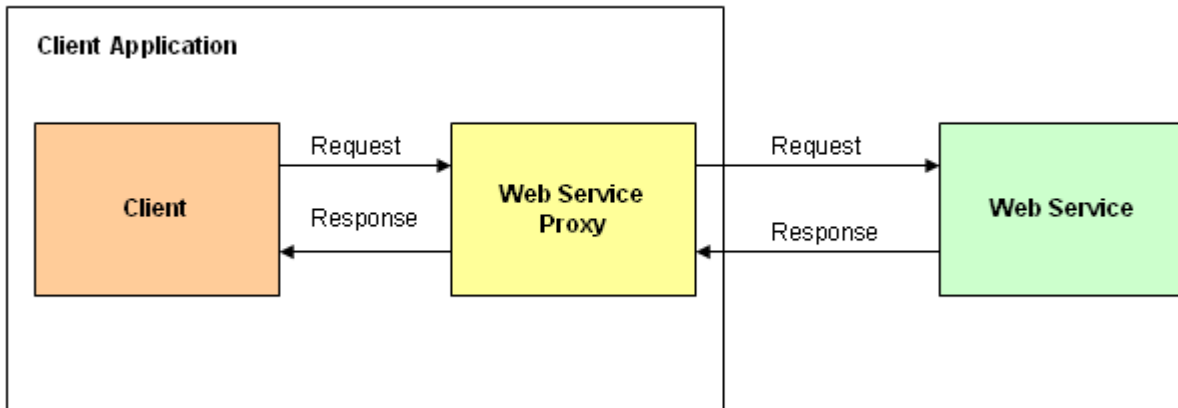 Client Application
Request
Request
Client
Web Service
Proxy
Web Service
Response
Response